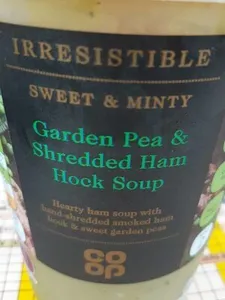 IRRESISTIBLE
SWEET & MINTY
Garden Pea &
Shredded Ham
Hock Soup
Hearty ham soup with
hand-shredded smoked ham
hock & sweet garden peas
CO
OP